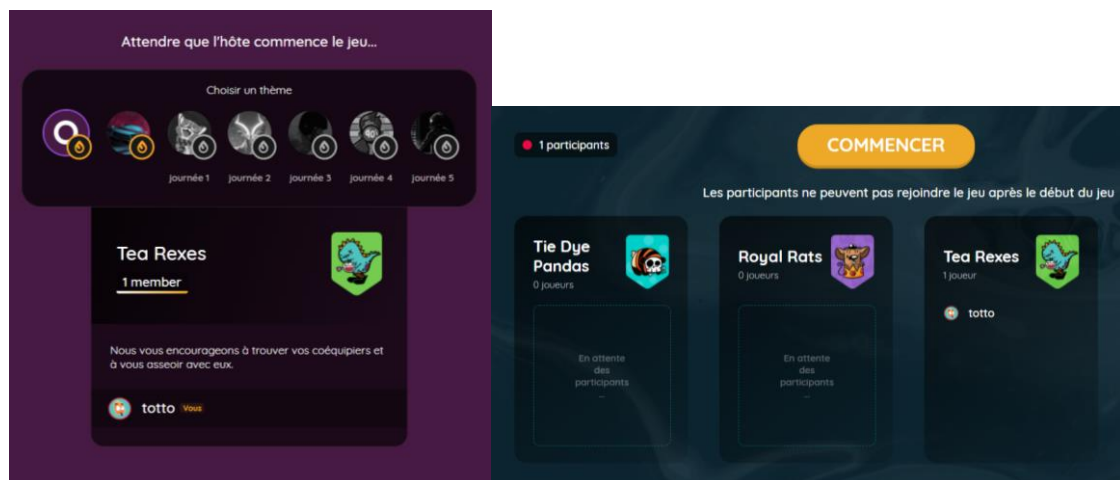 Attendre que l'hôte commence le jeu...
Choisir un thème
journée 1 journée 2 journée 3 journée 4 journée 5
Tea Rexes
1 member
Nous vous encourageons à trouver vos coéquipiers et
à vous asseoir avec eux.
totto Vous
1 participants
COMMENCER
Les participants ne peuvent pas rejoindre le jeu après le début du jeu
Tie Dye
Pandas
0 joueurs
En attente
des
participants
...
Royal Rats
0 joueurs
En attente
des
participants
...
Tea Rexes
1 joueur
totto